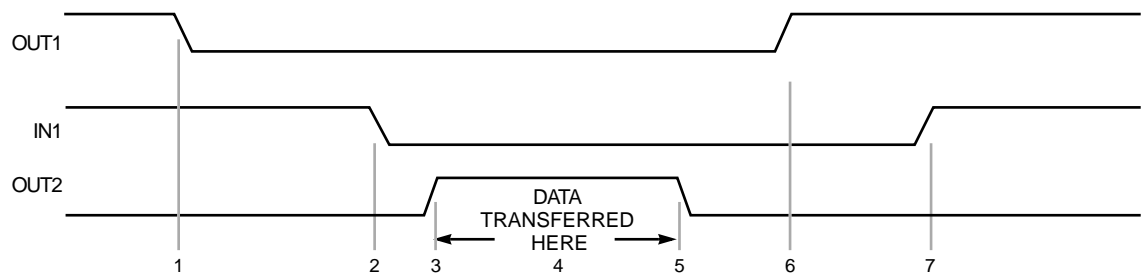 OUT1
IN1
OUT2
DATA
TRANSFERRED
HERE
1 2 3 4 5 6 7